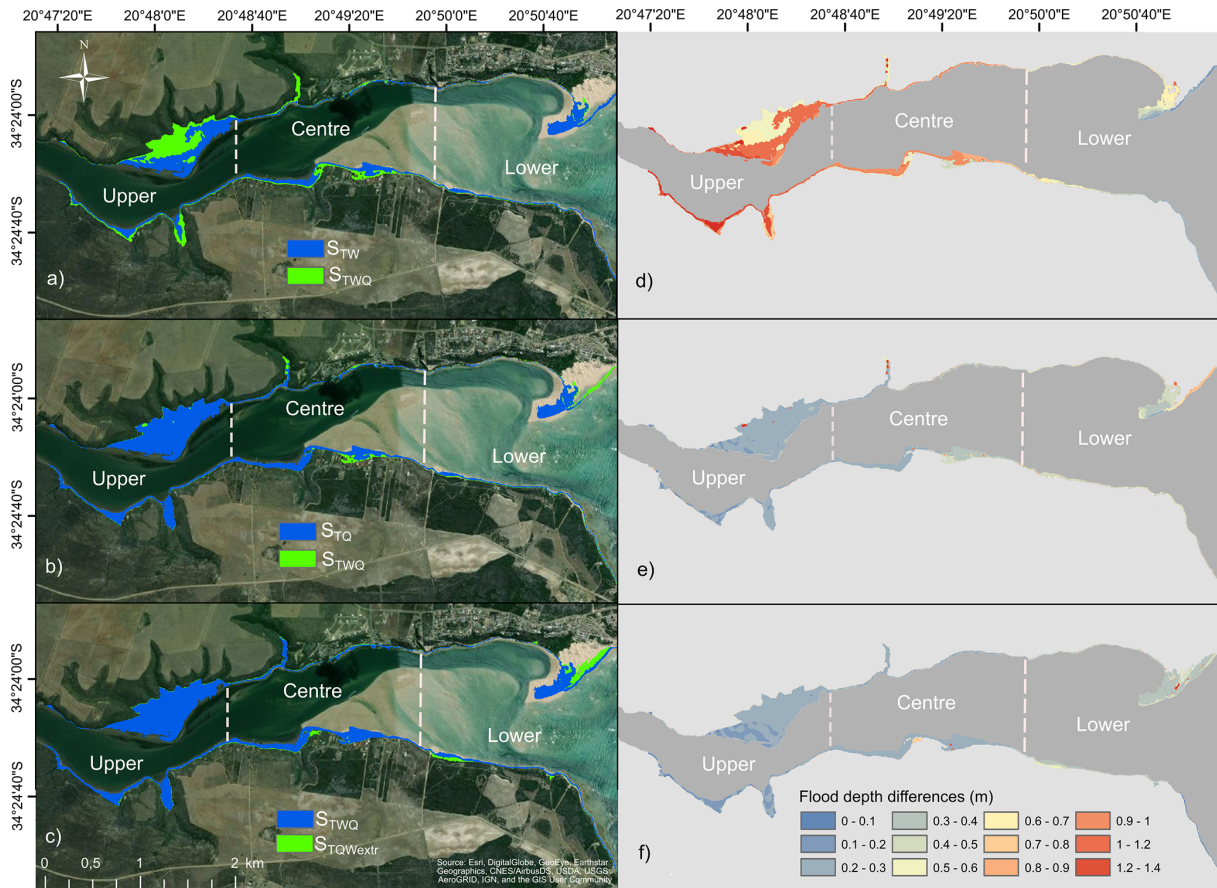 20°47'20"E 20°48'0"E 20°48'40"E 20°49'20"E 20°50'0"E 20°50'40"E
20°47'20"E 20°48'0"E 20°48'40"E 20°49'20"E 20°50'0"E 20°50'40"E
34°24'00"S
34°24'40"S
N
Centre
Lower
Upper
S_TW
S_TWQ
a)
Centre
Lower
Upper
d)
34°24'00"S
34°24'40"S
Centre
Lower
Upper
S_TQ
S_TWQ
b)
Centre
Lower
Upper
e)
34°24'00"S
34°24'40"S
Centre
Lower
Upper
S_TWQ
S_TQWextr
c)
0 0,5 1 2 km
Source: Esri, DigitalGlobe, GeoEye, Earthstar
Geographics, CNES/AirbusDS, USDA, USGS,
AeroGRID, IGN, and the GIS User Community
Centre
Lower
Upper
Flood depth differences (m)
0 - 0.1 0.3 - 0.4 0.6 - 0.7 0.9 - 1
0.1 - 0.2 0.4 - 0.5 0.7 - 0.8 1 - 1.2
0.2 - 0.3 0.5 - 0.6 0.8 - 0.9 1.2 - 1.4
f)